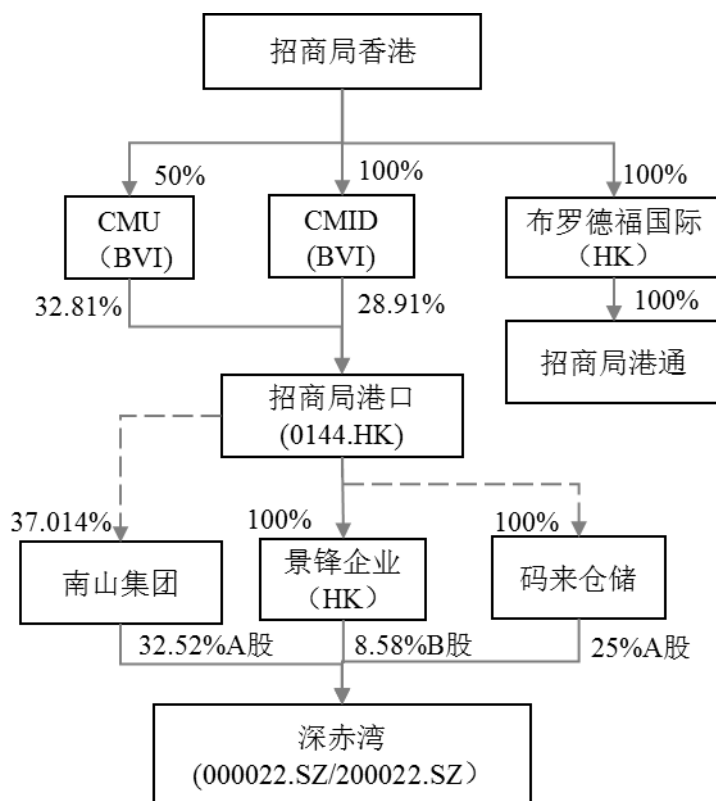 招商局香港
50%
100%
100%
CMU
（BVI)
CMID
(BVI)
布罗德福国际
（HK）
32.81%
28.91%
100%
招商局港通
招商局港口
(0144.HK)
37.014%
100%
100%
南山集团
景锋企业
（HK）
码来仓储
32.52%A股
8.58%B股
25%A股
深赤湾
(000022.SZ/200022.SZ）